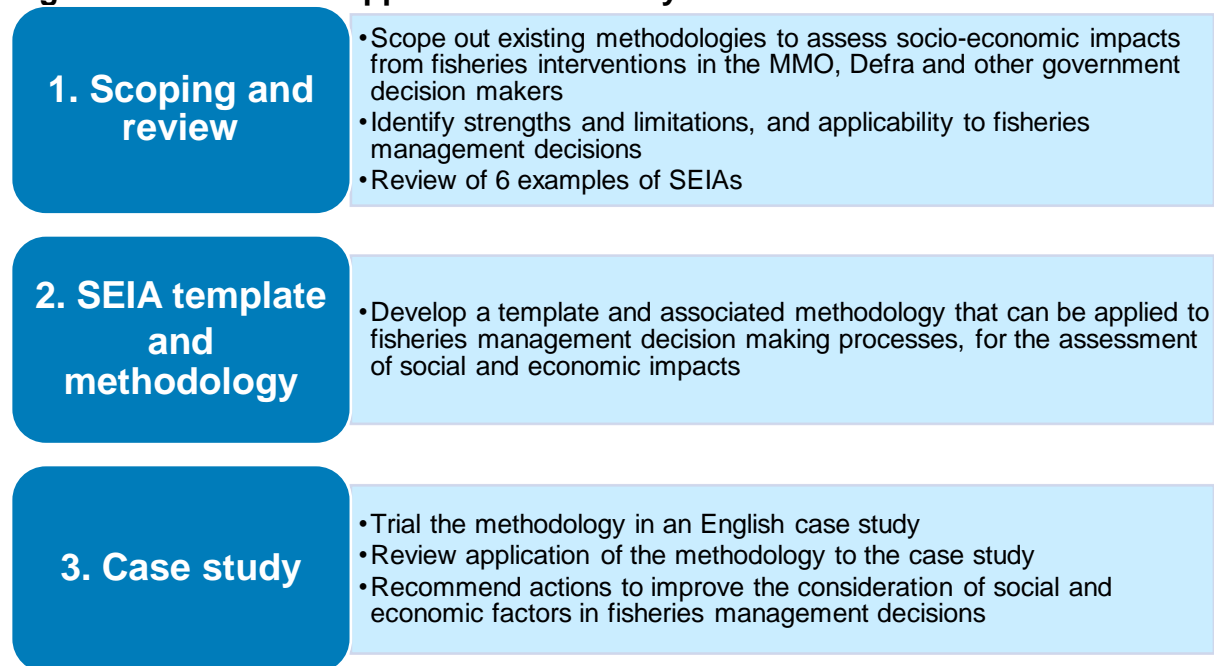 1. Scoping and
review
•Scope out existing methodologies to assess socio-economic impacts
from fisheries interventions in the MMO, Defra and other government
decision makers
•Identify strengths and limitations, and applicability to fisheries
management decisions
•Review of 6 examples of SEIAs
2. SEIA template
and
methodology
•Develop a template and associated methodology that can be applied to
fisheries management decision making processes, for the assessment
of social and economic impacts
3. Case study
•Trial the methodology in an English case study
•Review application of the methodology to the case study
•Recommend actions to improve the consideration of social and
economic factors in fisheries management decisions